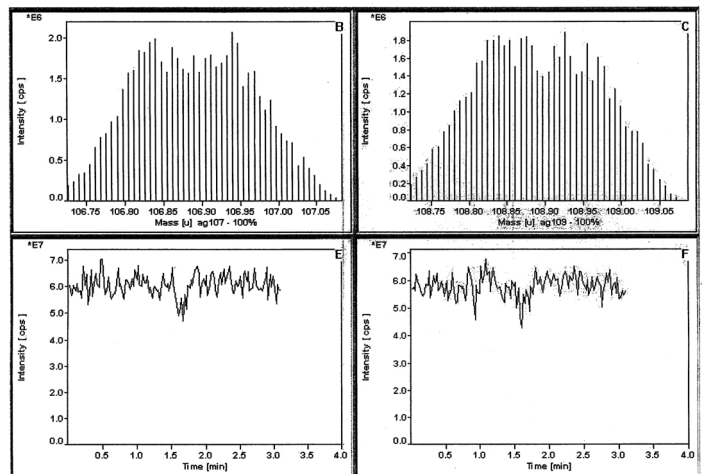 *E6
B
2.0
1.5
1.0
0.5
0.0
Intensity [cps]
106.75 106.80 106.85 106.90 106.95 107.00 107.05
Mass [u] ag107 - 100%
*E6
C
1.8
1.6
1.4
1.2
1.0
0.8
0.6
0.4
0.2
0.0
Intensity [cps]
108.75 108.80 108.85 108.90 108.95 109.00 109.05
Mass [u] ag109 - 100%
*E7
E
7.0
6.0
5.0
4.0
3.0
2.0
1.0
0.0
Intensity [cps]
0.5 1.0 1.5 2.0 2.5 3.0 3.5 4.0
Time [min]
*E7
F
7.0
6.0
5.0
4.0
3.0
2.0
1.0
0.0
Intensity [cps]
0.5 1.0 1.5 2.0 2.5 3.0 3.5 4.0
Time [min]